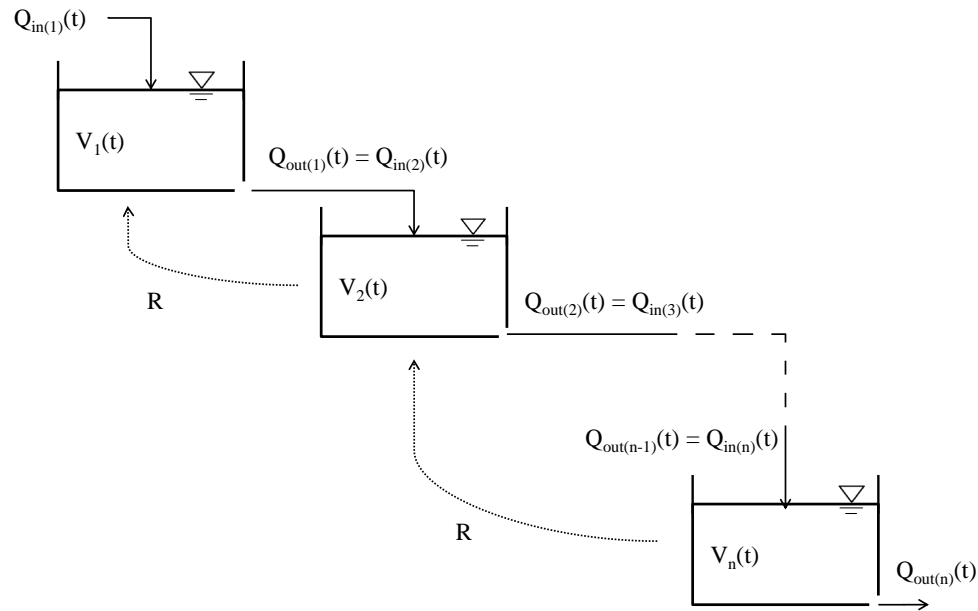 Q_in(1)(t)
V_1(t)
Q_out(1)(t) = Q_in(2)(t)
R
V_2(t)
Q_out(2)(t) = Q_in(3)(t)
Q_out(n-1)(t) = Q_in(n)(t)
R
V_n(t)
Q_out(n)(t)